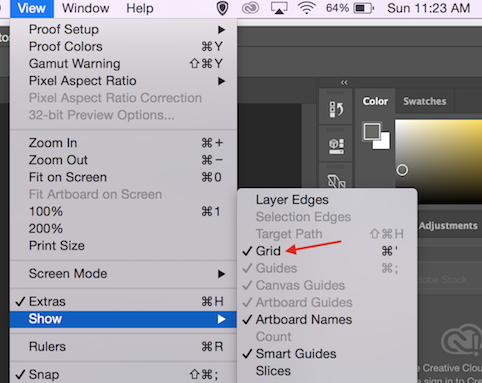 View Window Help 64% Sun 11:23 AM
Proof Setup
Proof Colors ⌘Y
Gamut Warning ⇧⌘Y
Pixel Aspect Ratio
Pixel Aspect Ratio Correction
32-bit Preview Options...
Zoom In ⌘+
Zoom Out ⌘−
Fit on Screen ⌘0
Fit Artboard on Screen
100% ⌘1
200%
Print Size
Screen Mode
✓ Extras ⌘H
Show
Rulers ⌘R
✓ Snap ⇧⌘;
Layer Edges
Selection Edges
Target Path ⇧⌘H
✓ Grid ⌘'
✓ Guides ⌘;
✓ Canvas Guides
✓ Artboard Guides
✓ Artboard Names
Count
✓ Smart Guides
Slices
Color Swatches
Adjustments
Adobe Stock
Creative Clou
sign in to Crea